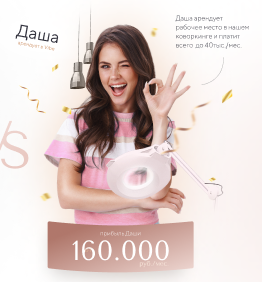 Даша
арендует в лофе
Даша арендует
рабочее место в нашем
коворкинге и платит
всего до 40тыс./мес.
/S
прибыль Даши
160.000
руб./мес.